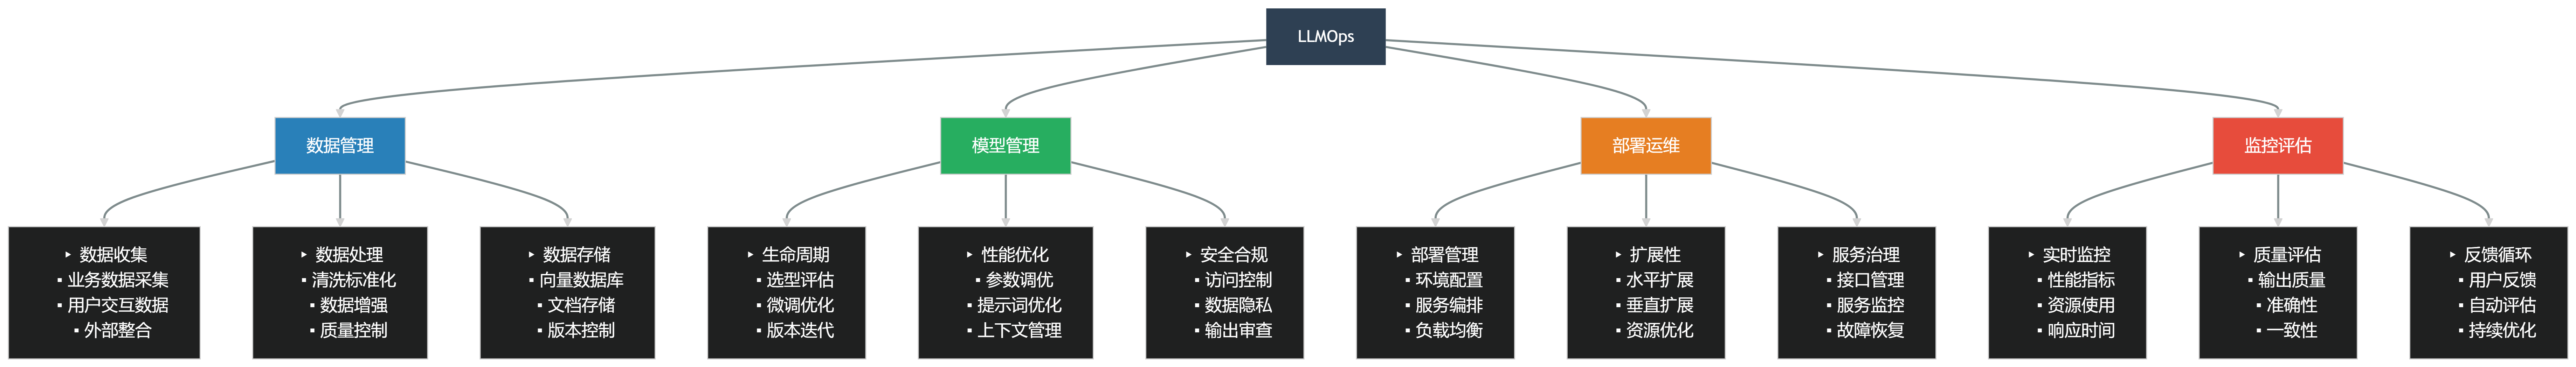 LLMOps
数据管理
模型管理
部署运维
监控评估
‣ 数据收集
▪ 业务数据采集
▪ 用户交互数据
▪ 外部整合
‣ 数据处理
▪ 清洗标准化
▪ 数据增强
▪ 质量控制
‣ 数据存储
▪ 向量数据库
▪ 文档存储
▪ 版本控制
‣ 生命周期
▪ 选型评估
▪ 微调优化
▪ 版本迭代
‣ 性能优化
▪ 参数调优
▪ 提示词优化
▪ 上下文管理
‣ 安全合规
▪ 访问控制
▪ 数据隐私
▪ 输出审查
‣ 部署管理
▪ 环境配置
▪ 服务编排
▪ 负载均衡
‣ 扩展性
▪ 水平扩展
▪ 垂直扩展
▪ 资源优化
‣ 服务治理
▪ 接口管理
▪ 服务监控
▪ 故障恢复
‣ 实时监控
▪ 性能指标
▪ 资源使用
▪ 响应时间
‣ 质量评估
▪ 输出质量
▪ 准确性
▪ 一致性
‣ 反馈循环
▪ 用户反馈
▪ 自动评估
▪ 持续优化